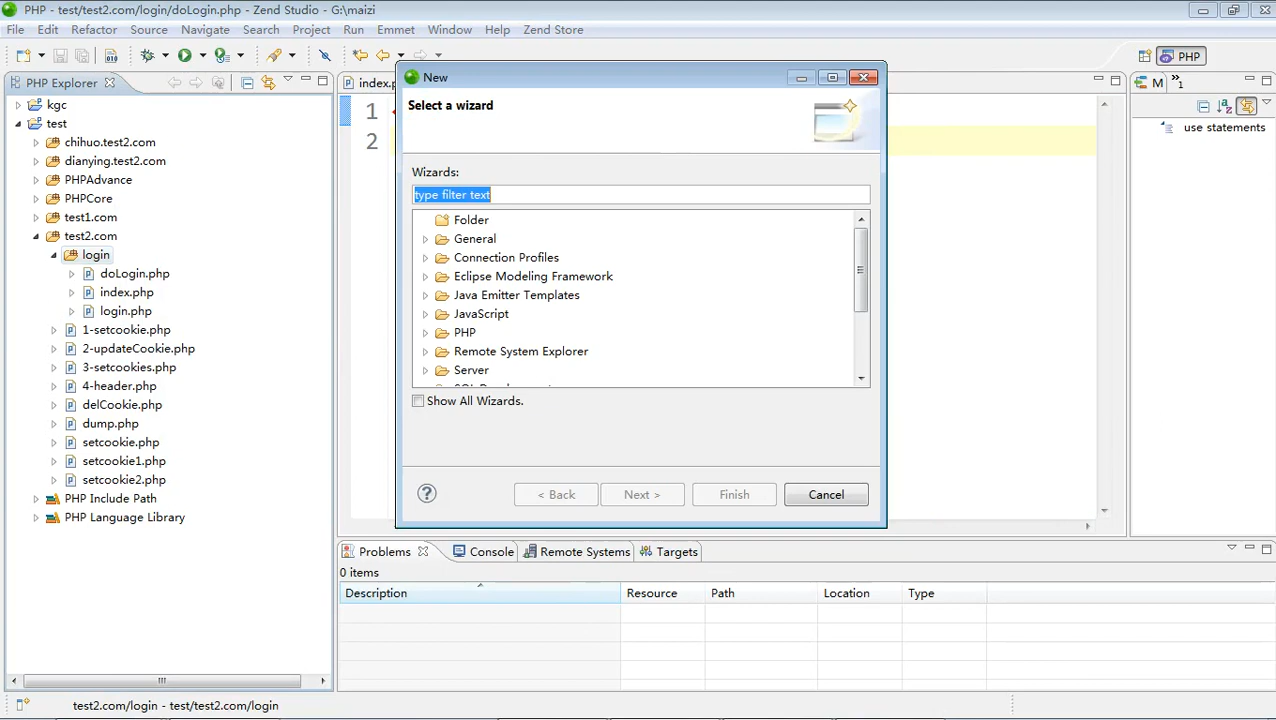 PHP - test/test2.com/login/doLogin.php - Zend Studio - G:\maizi
File Edit Refactor Source Navigate Search Project Run Emmet Window Help Zend Store
PHP
PHP Explorer
index.p
M
1
use statements
kgc
test
chihuo.test2.com
dianying.test2.com
PHPAdvance
PHPCore
test1.com
test2.com
login
doLogin.php
index.php
login.php
1-setcookie.php
2-updateCookie.php
3-setcookies.php
4-header.php
delCookie.php
dump.php
setcookie.php
setcookie1.php
setcookie2.php
PHP Include Path
PHP Language Library
1
2
New
Select a wizard
Wizards:
type filter text
Folder
General
Connection Profiles
Eclipse Modeling Framework
Java Emitter Templates
JavaScript
PHP
Remote System Explorer
Server
Show All Wizards.
< Back Next > Finish Cancel
Problems Console Remote Systems Targets
0 items
Description Resource Path Location Type
test2.com/login - test/test2.com/login